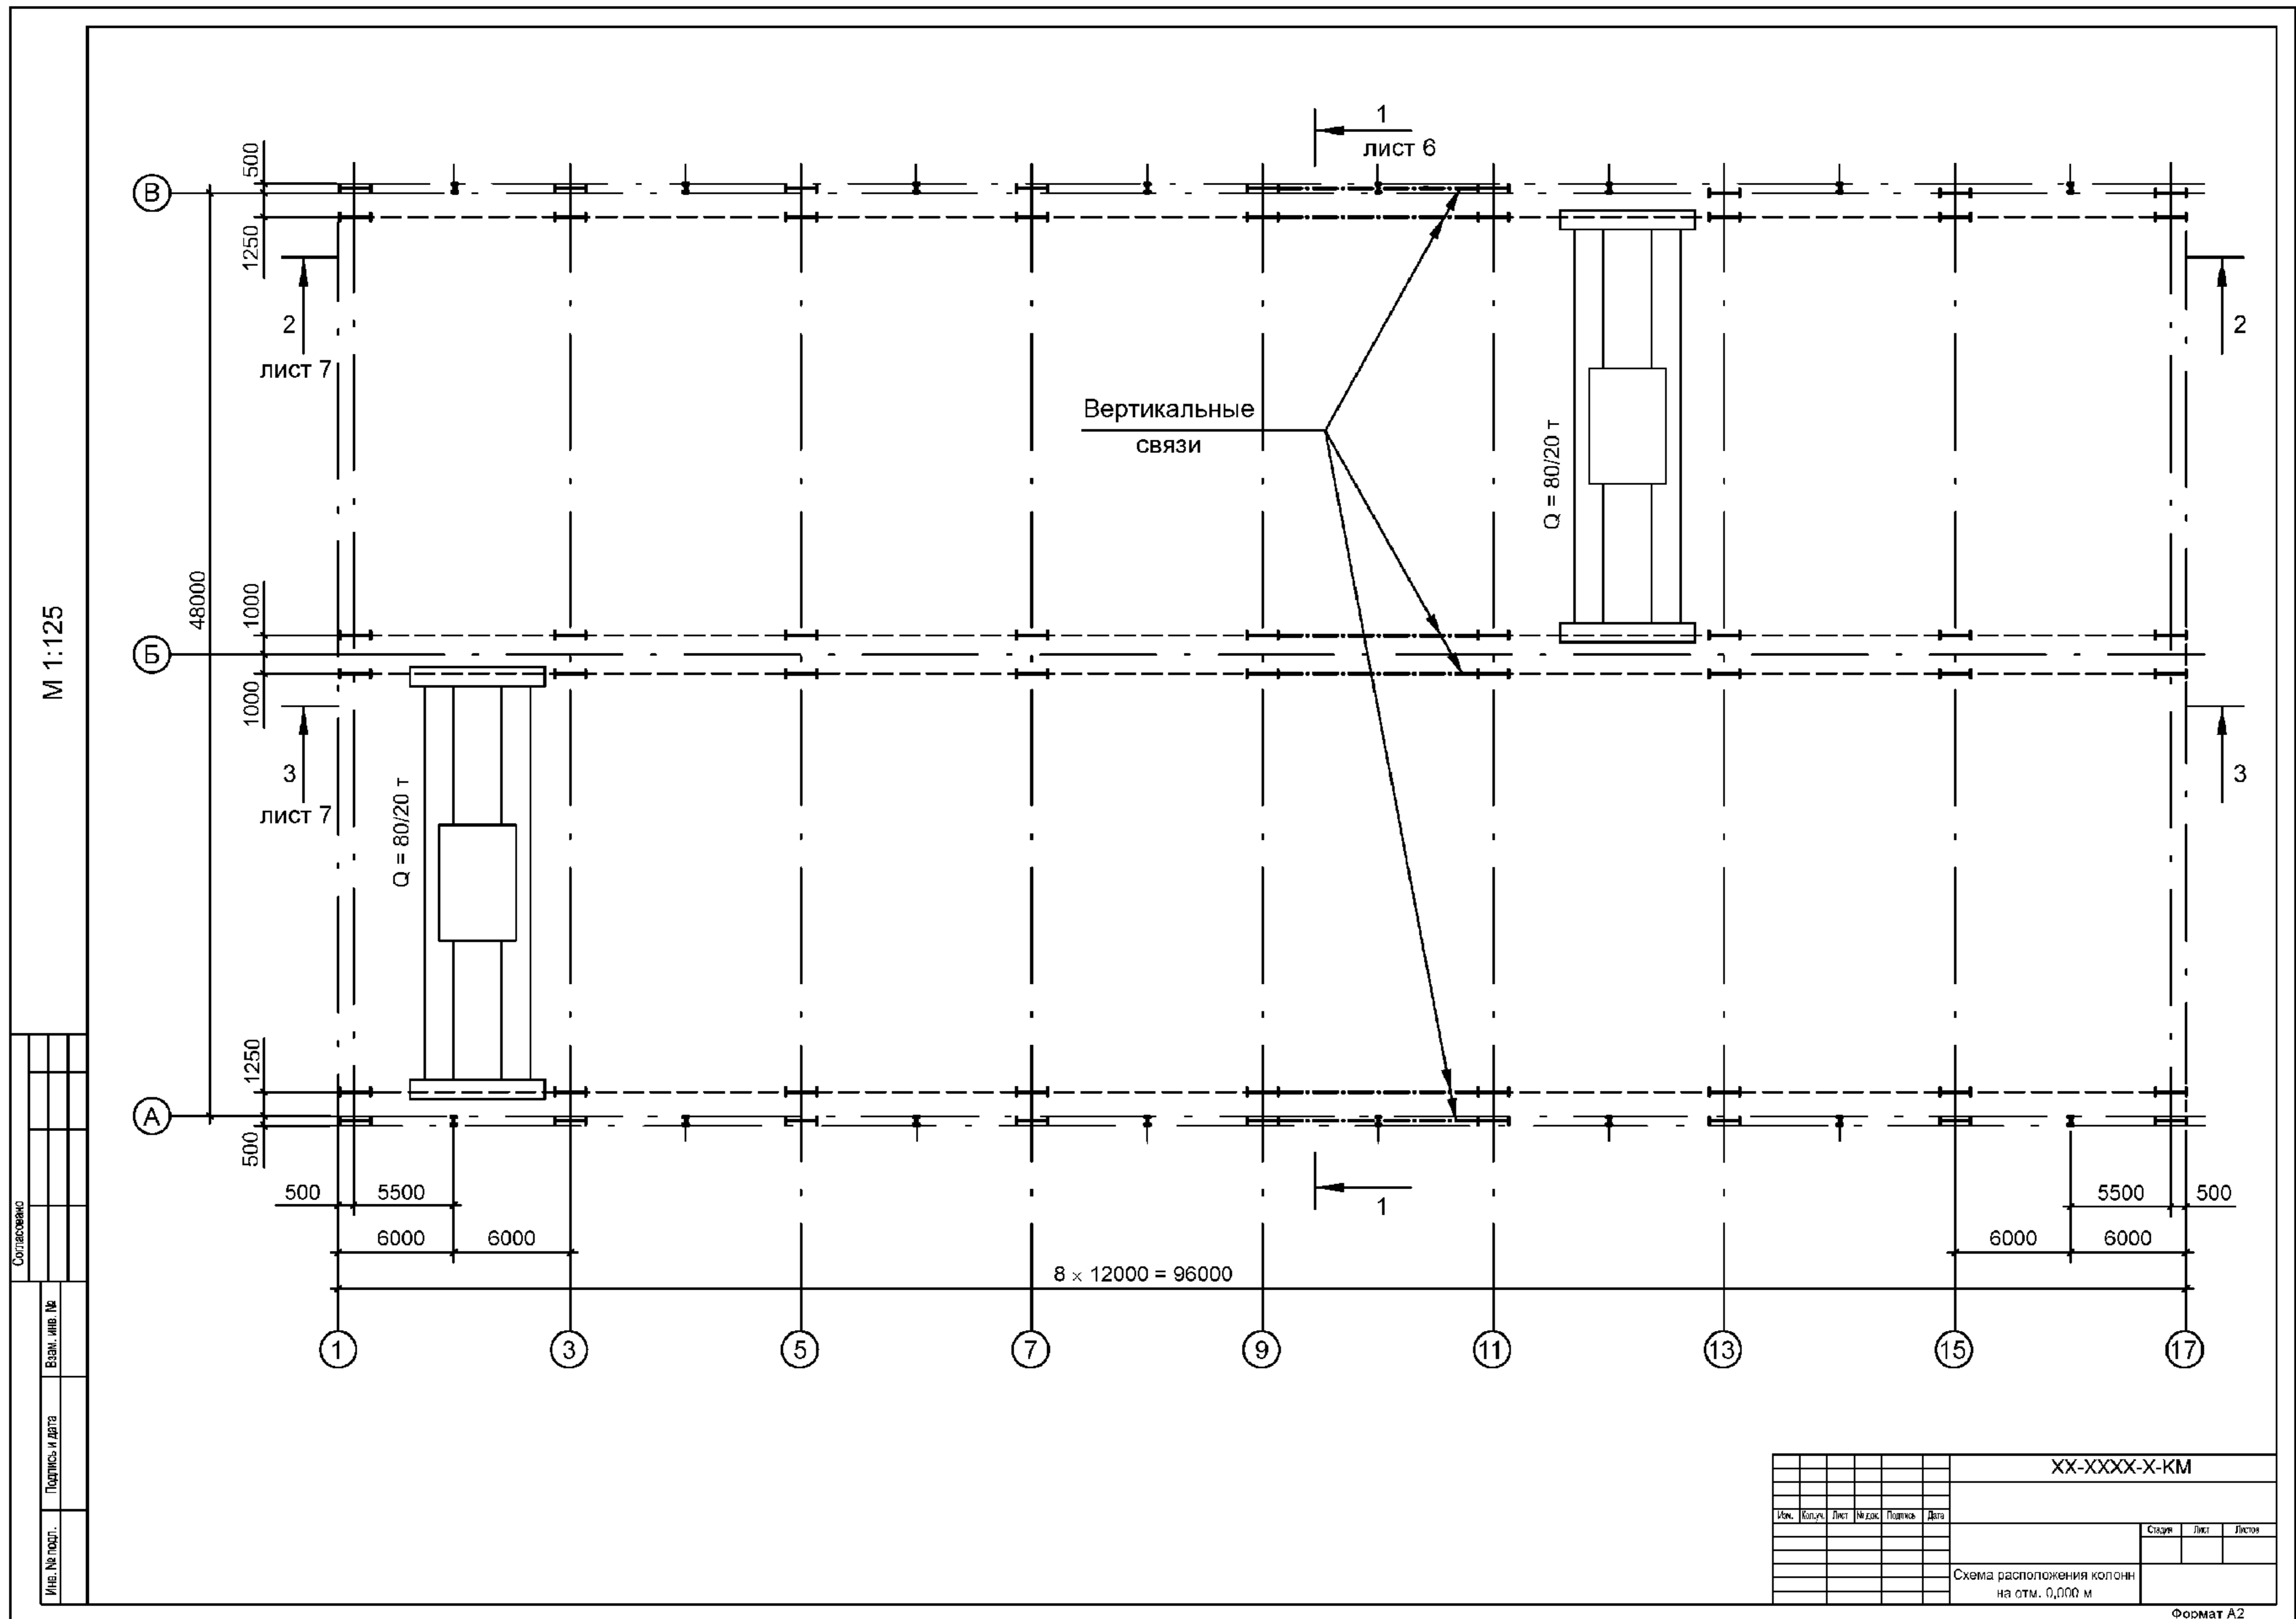 1
лист 6
500
В
1250
2
лист 7
2
Вертикальные
связи
Q = 80/20 т
М 1:125
48000
1000
Б
1000
3
лист 7
3
Q = 80/20 т
1250
А
500
1
500
5500
5500
500
6000
6000
6000
6000
8 × 12000 = 96000
1
3
5
7
9
11
13
15
17
Согласовано
Взам. инв. №
Подпись и дата
Инв. № подл.
ХХ-ХХХХ-Х-КМ
Изм.
Кол.уч.
Лист
№ док.
Подпись
Дата
Стадия
Лист
Листов
Схема расположения колонн
на отм. 0,000 м
Формат А2